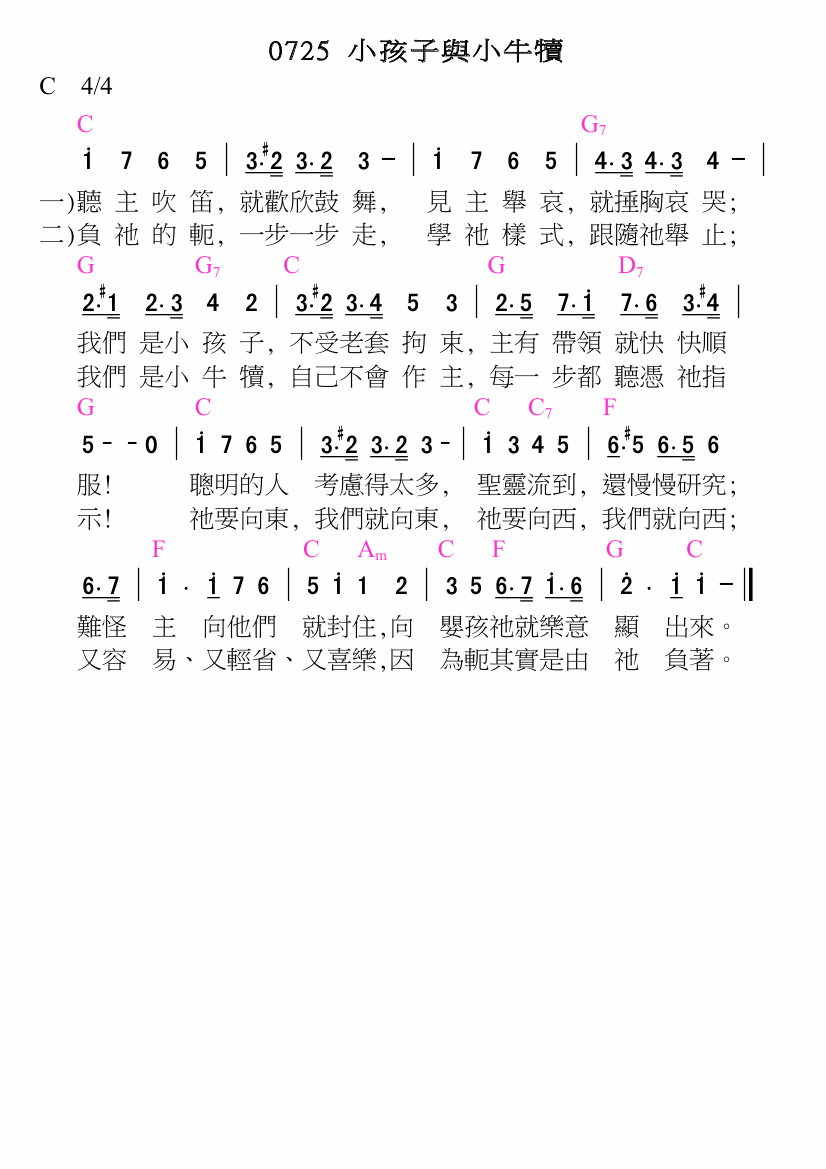 0725 小孩子與小牛犢
C 4/4
C G7
i 7 6 5 | 3·#2 3·2 3 - | i 7 6 5 | 4·3 4·3 4 - |
一)聽 主 吹 笛, 就歡欣鼓 舞, 見 主 舉 哀, 就捶胸哀 哭;
二)負 祂 的 軛, 一步一步 走, 學 祂 樣 式, 跟隨祂舉 止;
G G7 C G D7
2·#1 2·3 4 2 | 3·#2 3·4 5 3 | 2·5 7·i 7·6 3·#4 |
我們 是小 孩 子, 不受老套 拘 束, 主有 帶領 就快 快順
我們 是小 牛 犢, 自己不會 作 主, 每一 步都 聽憑 祂指
G C C C7 F
5 - - 0 | i 7 6 5 | 3·#2 3·2 3 - | i 3 4 5 | 6·#5 6·5 6
服! 聰明的人 考慮得太多, 聖靈流到, 還慢慢研究;
示! 祂要向東, 我們就向東, 祂要向西, 我們就向西;
F C Am C F G C
6·7 | i · i 7 6 | 5 i 1 2 | 3 5 6·7 i·6 | 2̇ · i i - ‖
難怪 主 向他們 就封住,向 嬰孩祂就樂意 顯 出來。
又容 易、又輕省、又喜樂,因 為軛其實是由 祂 負著。